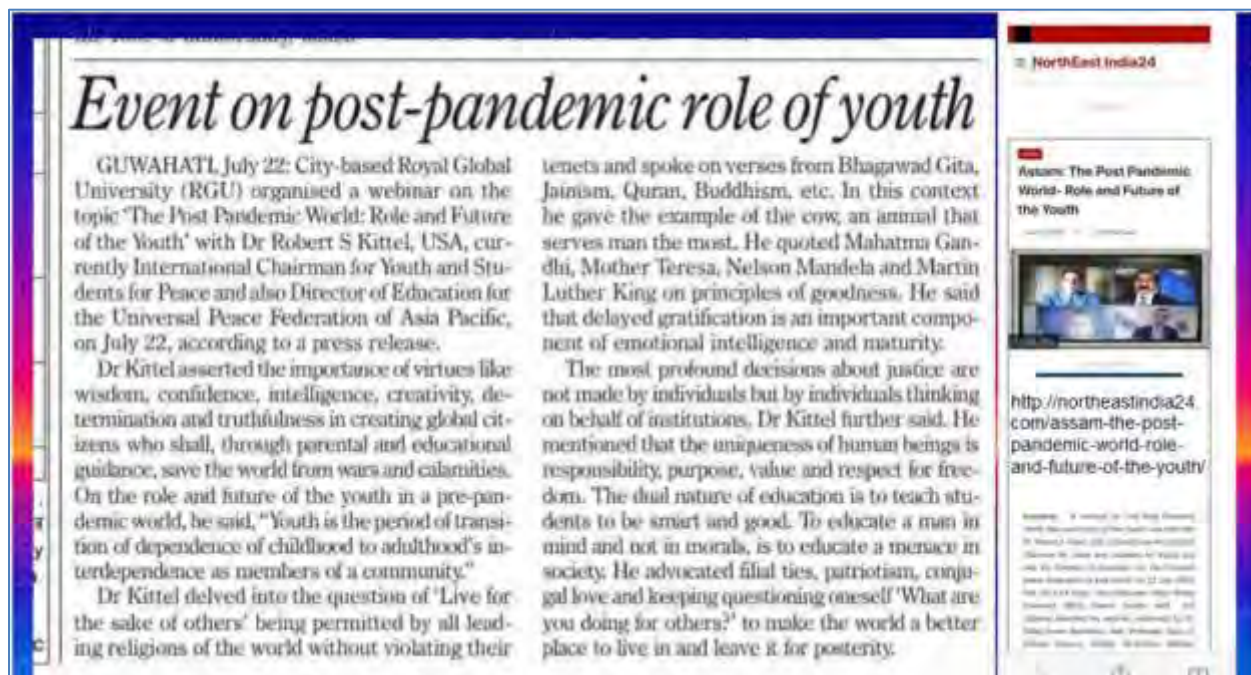 Event on post-pandemic role of youth
GUWAHATI, July 22: City-based Royal Global
University (RGU) organised a webinar on the
topic 'The Post Pandemic World: Role and Future
of the Youth' with Dr Robert S Kittel, USA, cur-
rently International Chairman for Youth and Stu-
dents for Peace and also Director of Education for
the Universal Peace Federation of Asia Pacific,
on July 22, according to a press release.
Dr Kittel asserted the importance of virtues like
wisdom, confidence, intelligence, creativity, de-
termination and truthfulness in creating global cit-
izens who shall, through parental and educational
guidance, save the world from wars and calamities.
On the role and future of the youth in a pre-pan-
demic world, he said, "Youth is the period of transi-
tion of dependence of childhood to adulthood's in-
terdependence as members of a community."
Dr Kittel delved into the question of 'Live for
the sake of others' being permitted by all lead-
ing religions of the world without violating their
tenets and spoke on verses from Bhagawad Gita,
Jainism, Quran, Buddhism, etc. In this context
he gave the example of the cow, an animal that
serves man the most. He quoted Mahatma Gan-
dhi, Mother Teresa, Nelson Mandela and Martin
Luther King on principles of goodness. He said
that delayed gratification is an important compo-
nent of emotional intelligence and maturity.
The most profound decisions about justice are
not made by individuals but by individuals thinking
on behalf of institutions, Dr Kittel further said. He
mentioned that the uniqueness of human beings is
responsibility, purpose, value and respect for free-
dom. The dual nature of education is to teach stu-
dents to be smart and good. To educate a man in
mind and not in morals, is to educate a menace in
society. He advocated filial ties, patriotism, conju-
gal love and keeping questioning oneself 'What are
you doing for others?' to make the world a better
place to live in and leave it for posterity.
NorthEast India24
Assam: The Post Pandemic
World- Role and Future of
the Youth
http://northeastindia24.
com/assam-the-post-
pandemic-world-role-
and-future-of-the-youth/